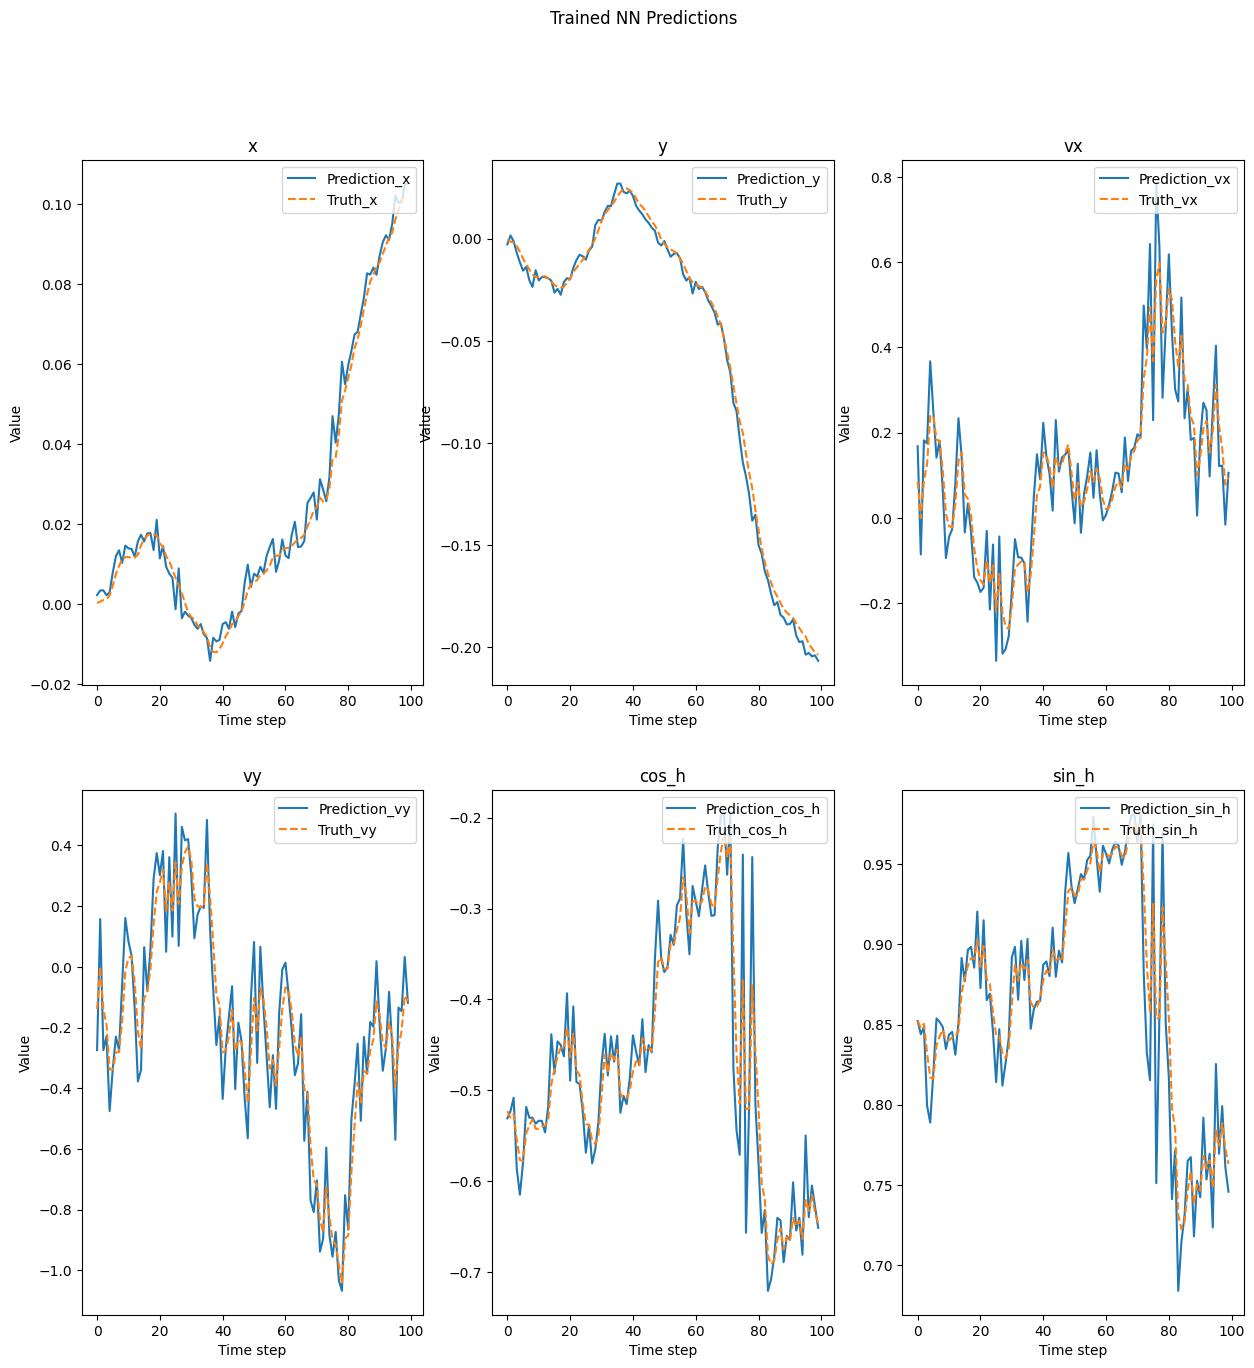 Trained NN Predictions
x
Prediction_x
Truth_x
Value
0.10
0.08
0.06
0.04
0.02
0.00
−0.02
0 20 40 60 80 100
Time step
y
Prediction_y
Truth_y
Value
0.00
−0.05
−0.10
−0.15
−0.20
0 20 40 60 80 100
Time step
vx
Prediction_vx
Truth_vx
Value
0.8
0.6
0.4
0.2
0.0
−0.2
0 20 40 60 80 100
Time step
vy
Prediction_vy
Truth_vy
Value
0.4
0.2
0.0
−0.2
−0.4
−0.6
−0.8
−1.0
0 20 40 60 80 100
Time step
cos_h
Prediction_cos_h
Truth_cos_h
Value
−0.2
−0.3
−0.4
−0.5
−0.6
−0.7
0 20 40 60 80 100
Time step
sin_h
Prediction_sin_h
Truth_sin_h
Value
0.95
0.90
0.85
0.80
0.75
0.70
0 20 40 60 80 100
Time step